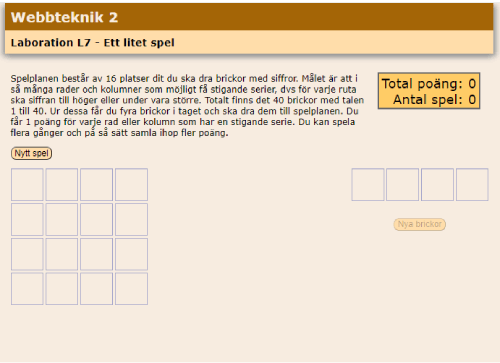 Webbteknik 2
Laboration L7 - Ett litet spel
Spelplanen består av 16 platser dit du ska dra brickor med siffror. Målet är att i
så många rader och kolumner som möjligt få stigande serier, dvs för varje ruta
ska siffran till höger eller under vara större. Totalt finns det 40 brickor med talen
1 till 40. Ur dessa får du fyra brickor i taget och ska dra dem till spelplanen. Du
får 1 poäng för varje rad eller kolumn som har en stigande serie. Du kan spela
flera gånger och på så sätt samla ihop fler poäng.
Total poäng: 0
Antal spel: 0
Nytt spel
Nya brickor